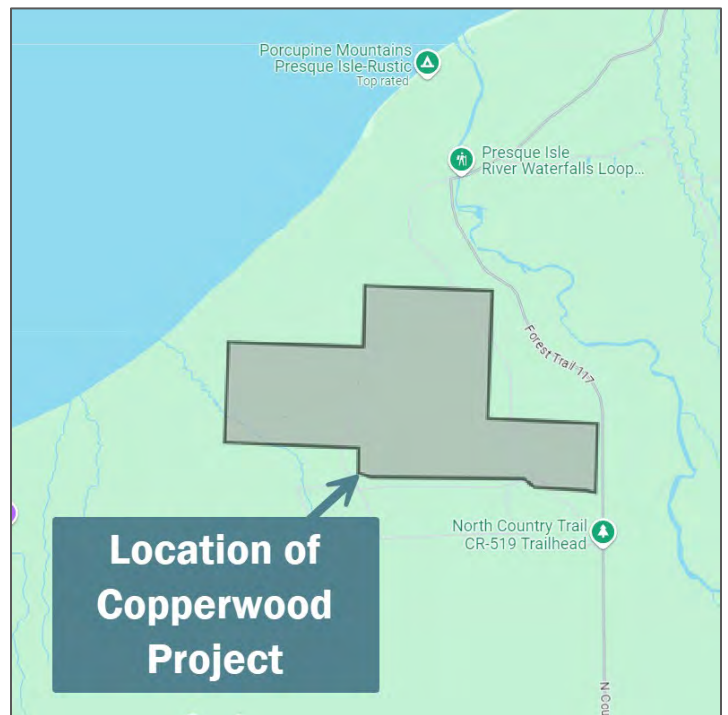 Porcupine Mountains
Presque Isle-Rustic
Top rated
Presque Isle
River Waterfalls Loop...
Forest Trail 117
North Country Trail
CR-519 Trailhead
Location of
Copperwood
Project
N Cou